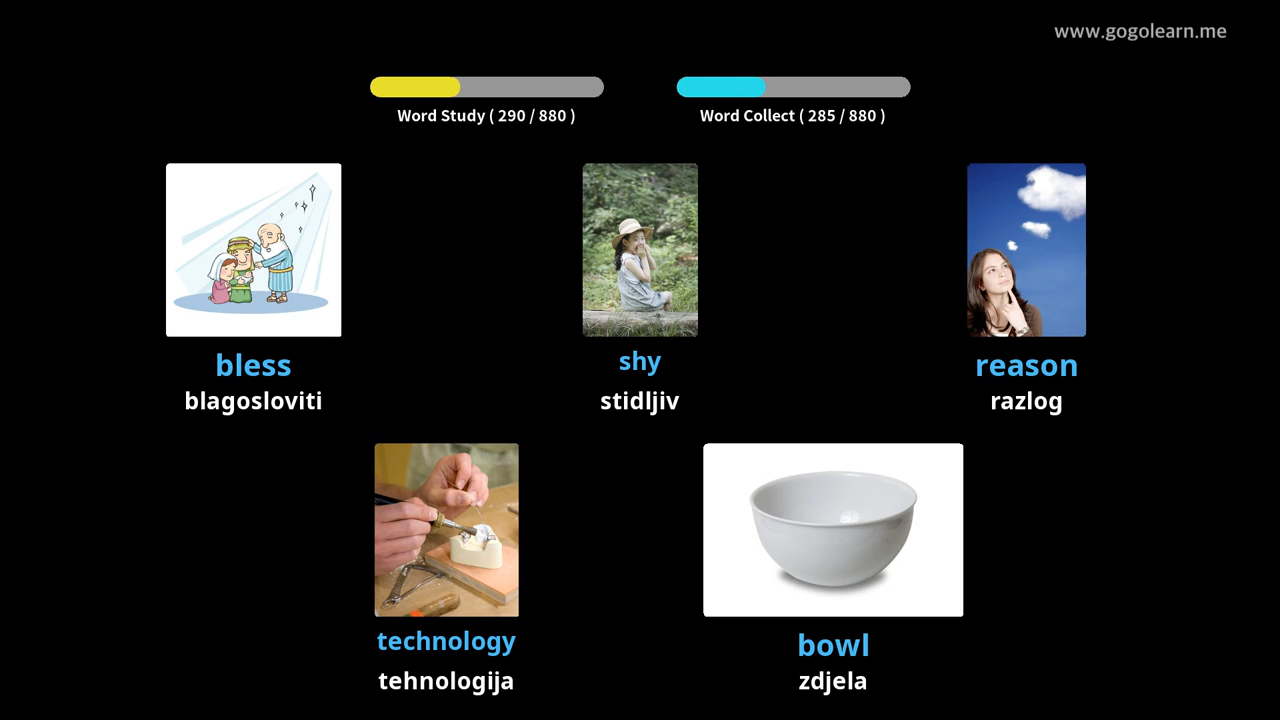 www.gogolearn.me
Word Study ( 290 / 880 )
Word Collect ( 285 / 880 )
bless
blagosloviti
shy
stidljiv
reason
razlog
technology
tehnologija
bowl
zdjela